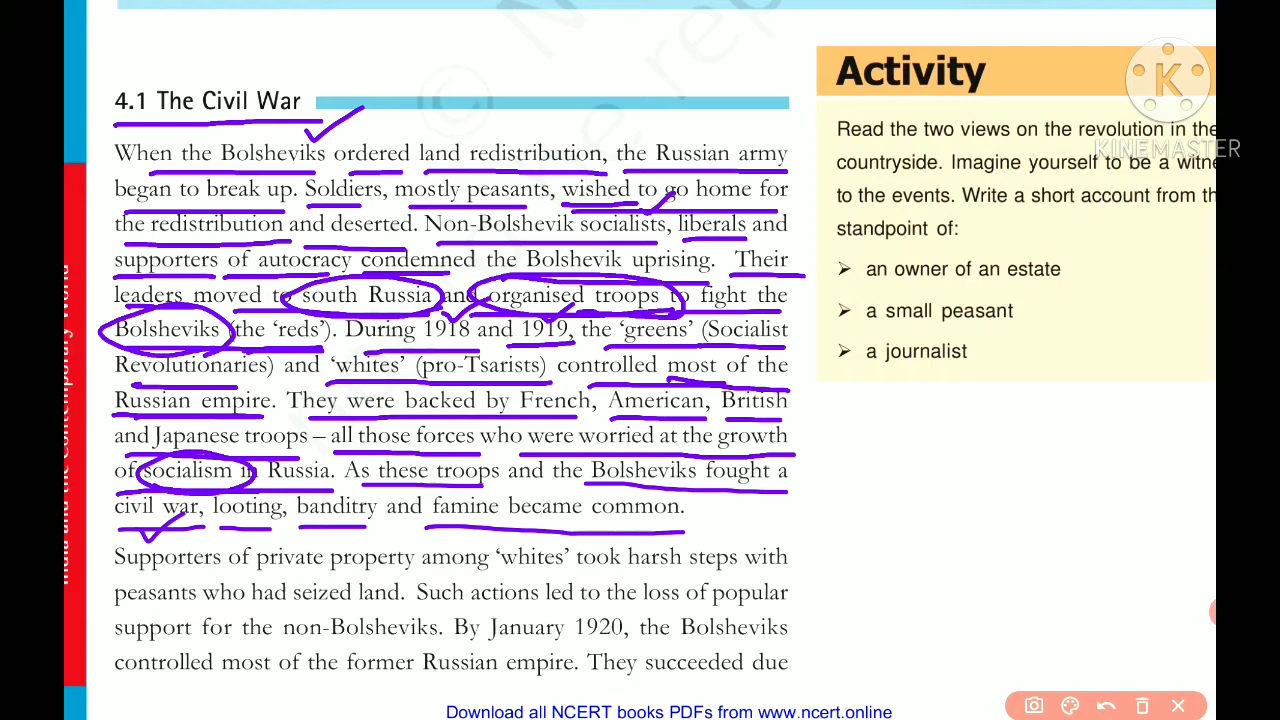 4.1 The Civil War
When the Bolsheviks ordered land redistribution, the Russian army
began to break up. Soldiers, mostly peasants, wished to go home for
the redistribution and deserted. Non-Bolshevik socialists, liberals and
supporters of autocracy condemned the Bolshevik uprising. Their
leaders moved to south Russia and organised troops to fight the
Bolsheviks (the ‘reds’). During 1918 and 1919, the ‘greens’ (Socialist
Revolutionaries) and ‘whites’ (pro-Tsarists) controlled most of the
Russian empire. They were backed by French, American, British
and Japanese troops – all those forces who were worried at the growth
of socialism in Russia. As these troops and the Bolsheviks fought a
civil war, looting, banditry and famine became common.
Supporters of private property among ‘whites’ took harsh steps with
peasants who had seized land. Such actions led to the loss of popular
support for the non-Bolsheviks. By January 1920, the Bolsheviks
controlled most of the former Russian empire. They succeeded due
Activity
Read the two views on the revolution in the
countryside. Imagine yourself to be a witne
to the events. Write a short account from th
standpoint of:
➢ an owner of an estate
➢ a small peasant
➢ a journalist
K
KINEMASTER
India and the Contemporary World
Download all NCERT books PDFs from www.ncert.online